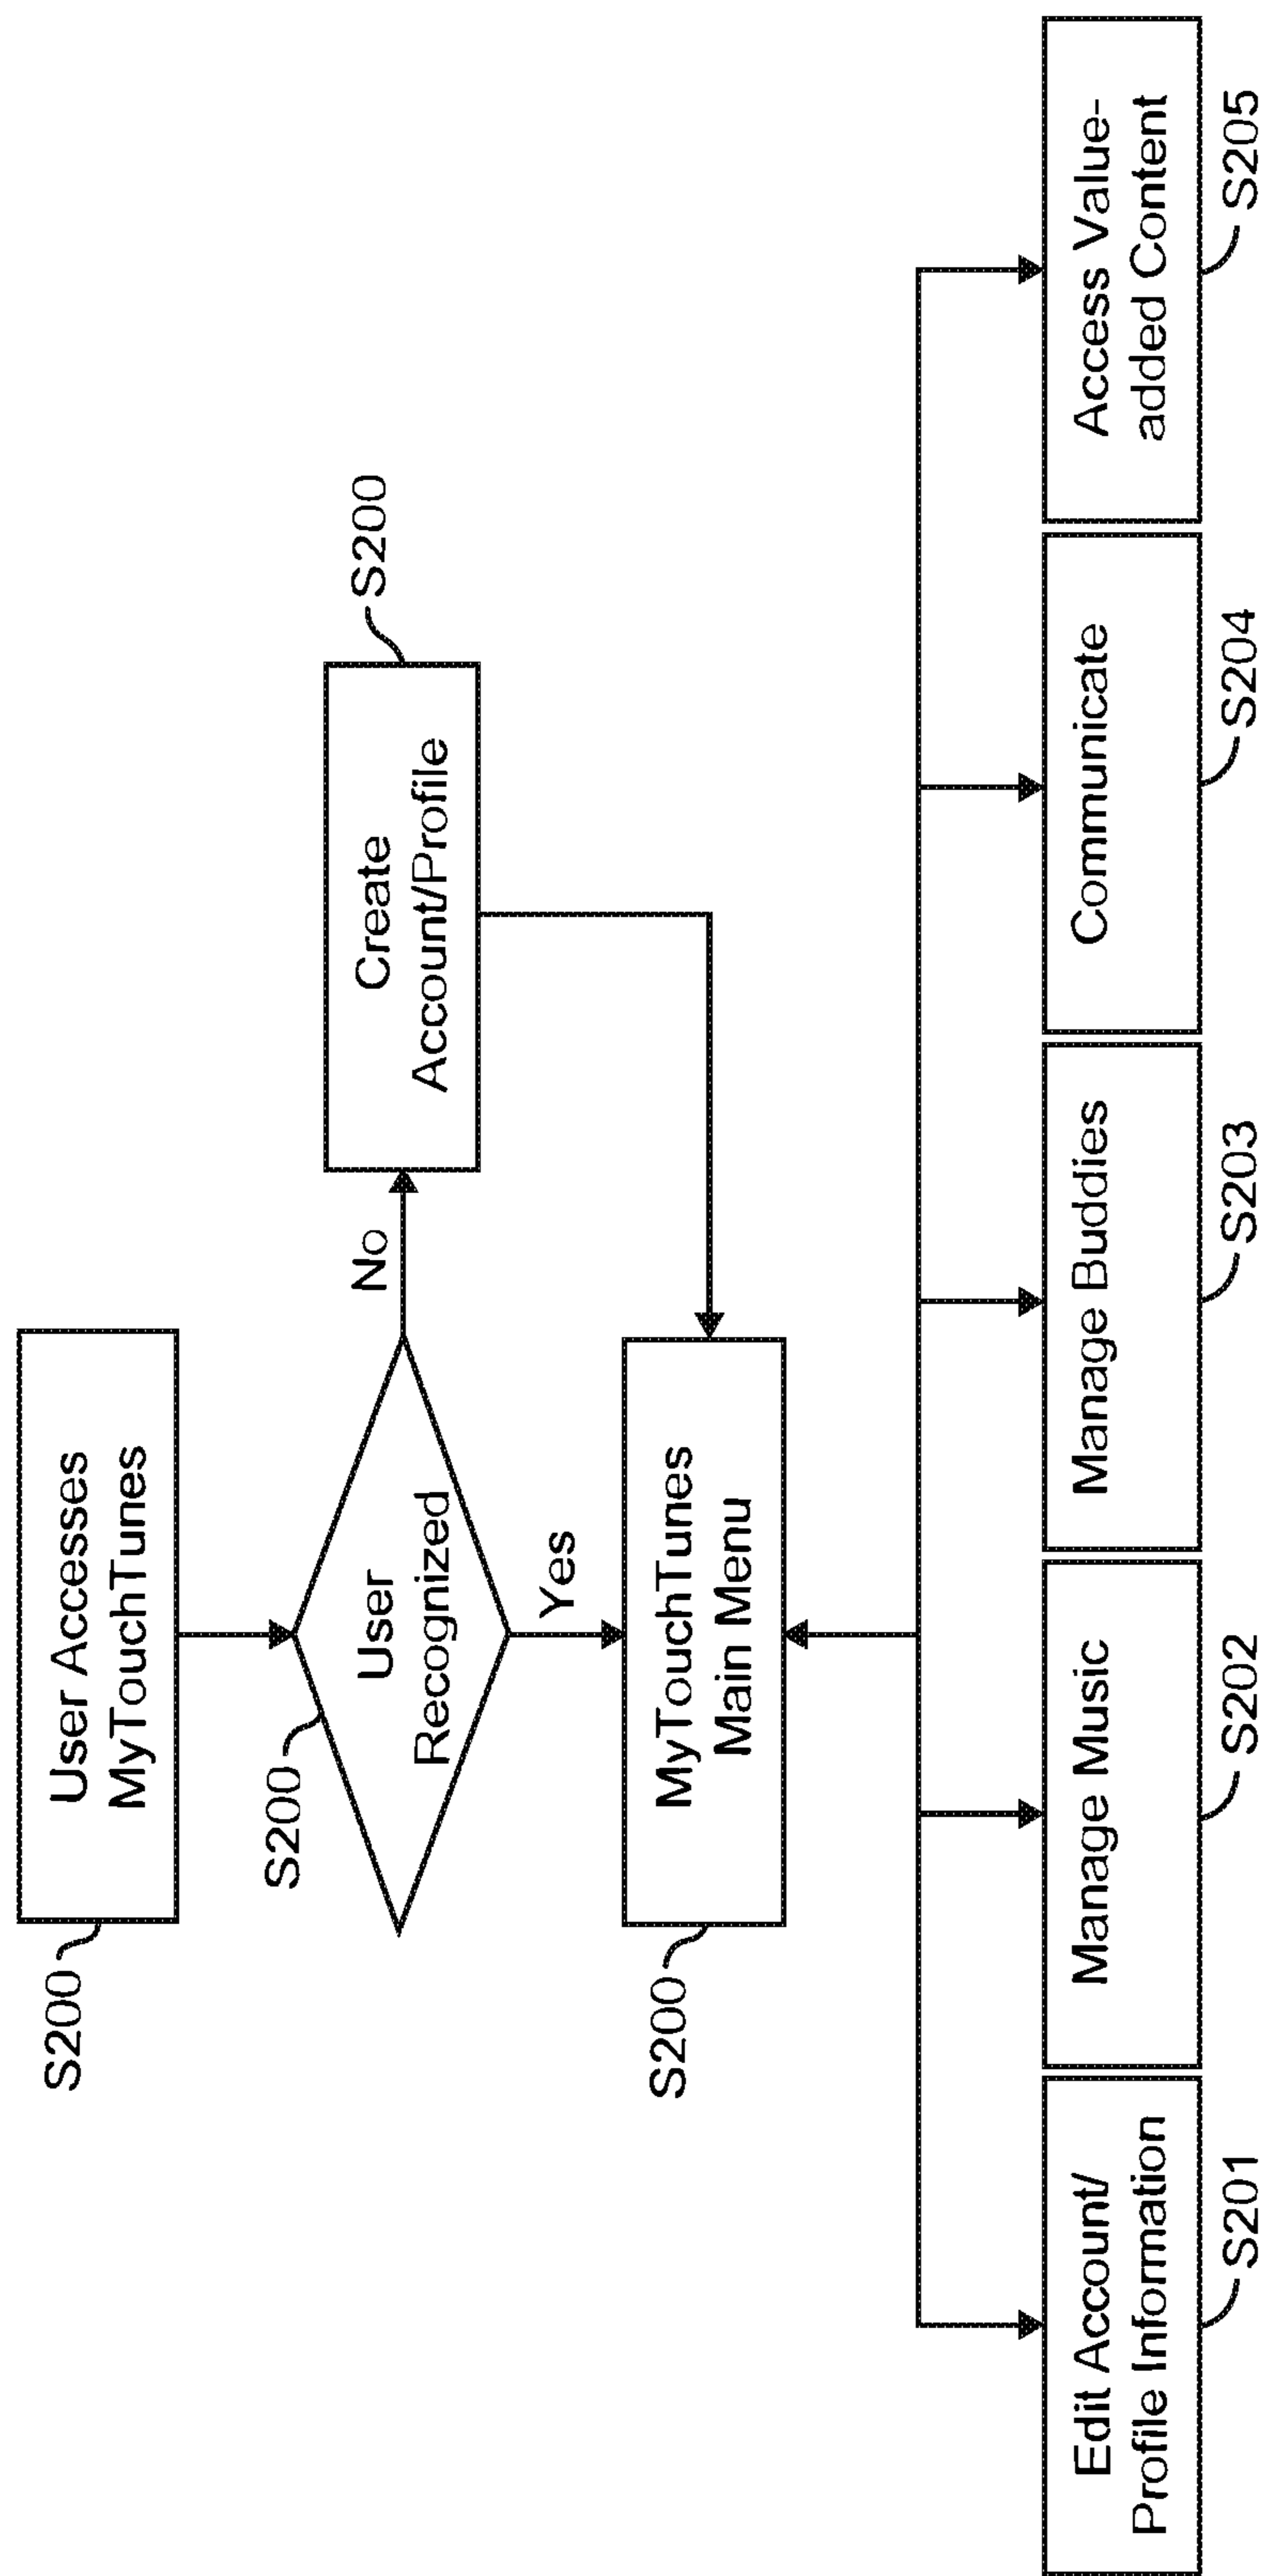 S200
User Accesses
MyTouchTunes
S200
User
Recognized
No
Create
Account/Profile
S200
Yes
S200
MyTouchTunes
Main Menu
Edit Account/
Profile Information
S201
Manage Music
S202
Manage Buddies
S203
Communicate
S204
Access Value-
added Content
S205